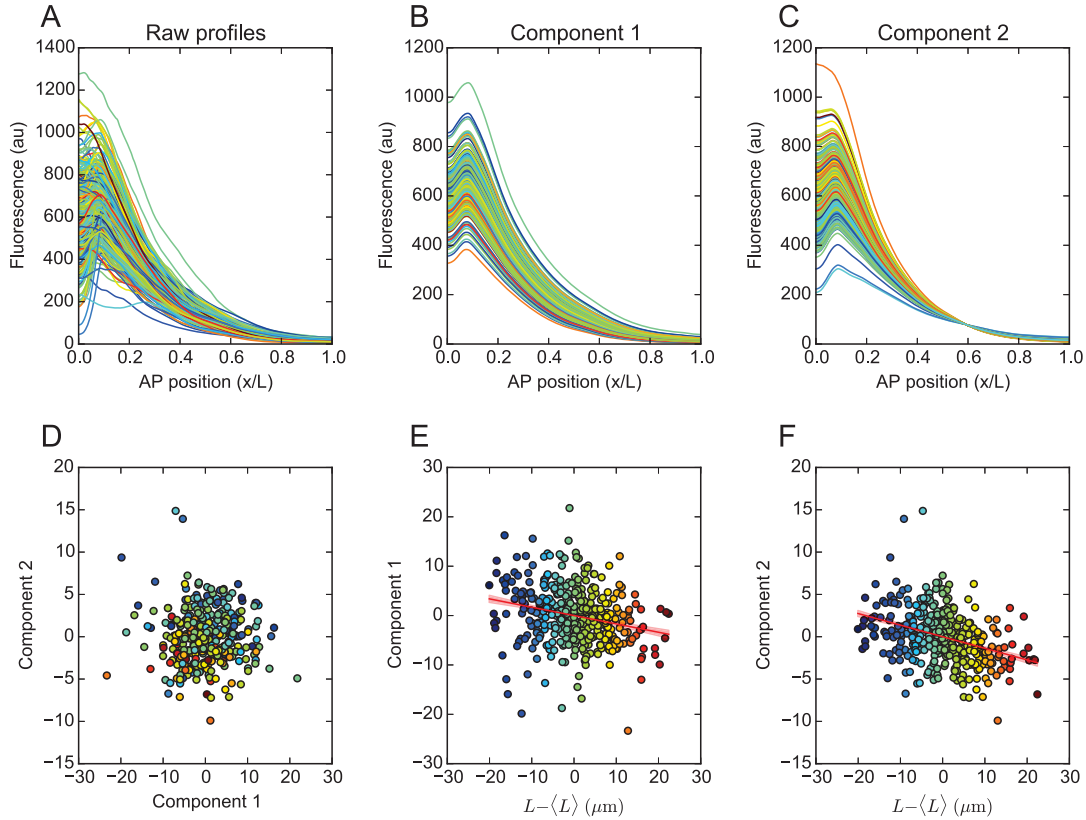 A
Raw profiles
1400
1200
1000
800
600
400
200
0
Fluorescence (au)
0.0 0.2 0.4 0.6 0.8 1.0
AP position (x/L)
B
Component 1
1200
1000
800
600
400
200
0
Fluorescence (au)
0.0 0.2 0.4 0.6 0.8 1.0
AP position (x/L)
C
Component 2
1200
1000
800
600
400
200
0
Fluorescence (au)
0.0 0.2 0.4 0.6 0.8 1.0
AP position (x/L)
D
20
15
10
5
0
−5
−10
−15
Component 2
−30 −20 −10 0 10 20 30
Component 1
E
30
20
10
0
−10
−20
−30
Component 1
−30 −20 −10 0 10 20 30
L−⟨L⟩ (μm)
F
20
15
10
5
0
−5
−10
−15
Component 2
−30 −20 −10 0 10 20 30
L−⟨L⟩ (μm)